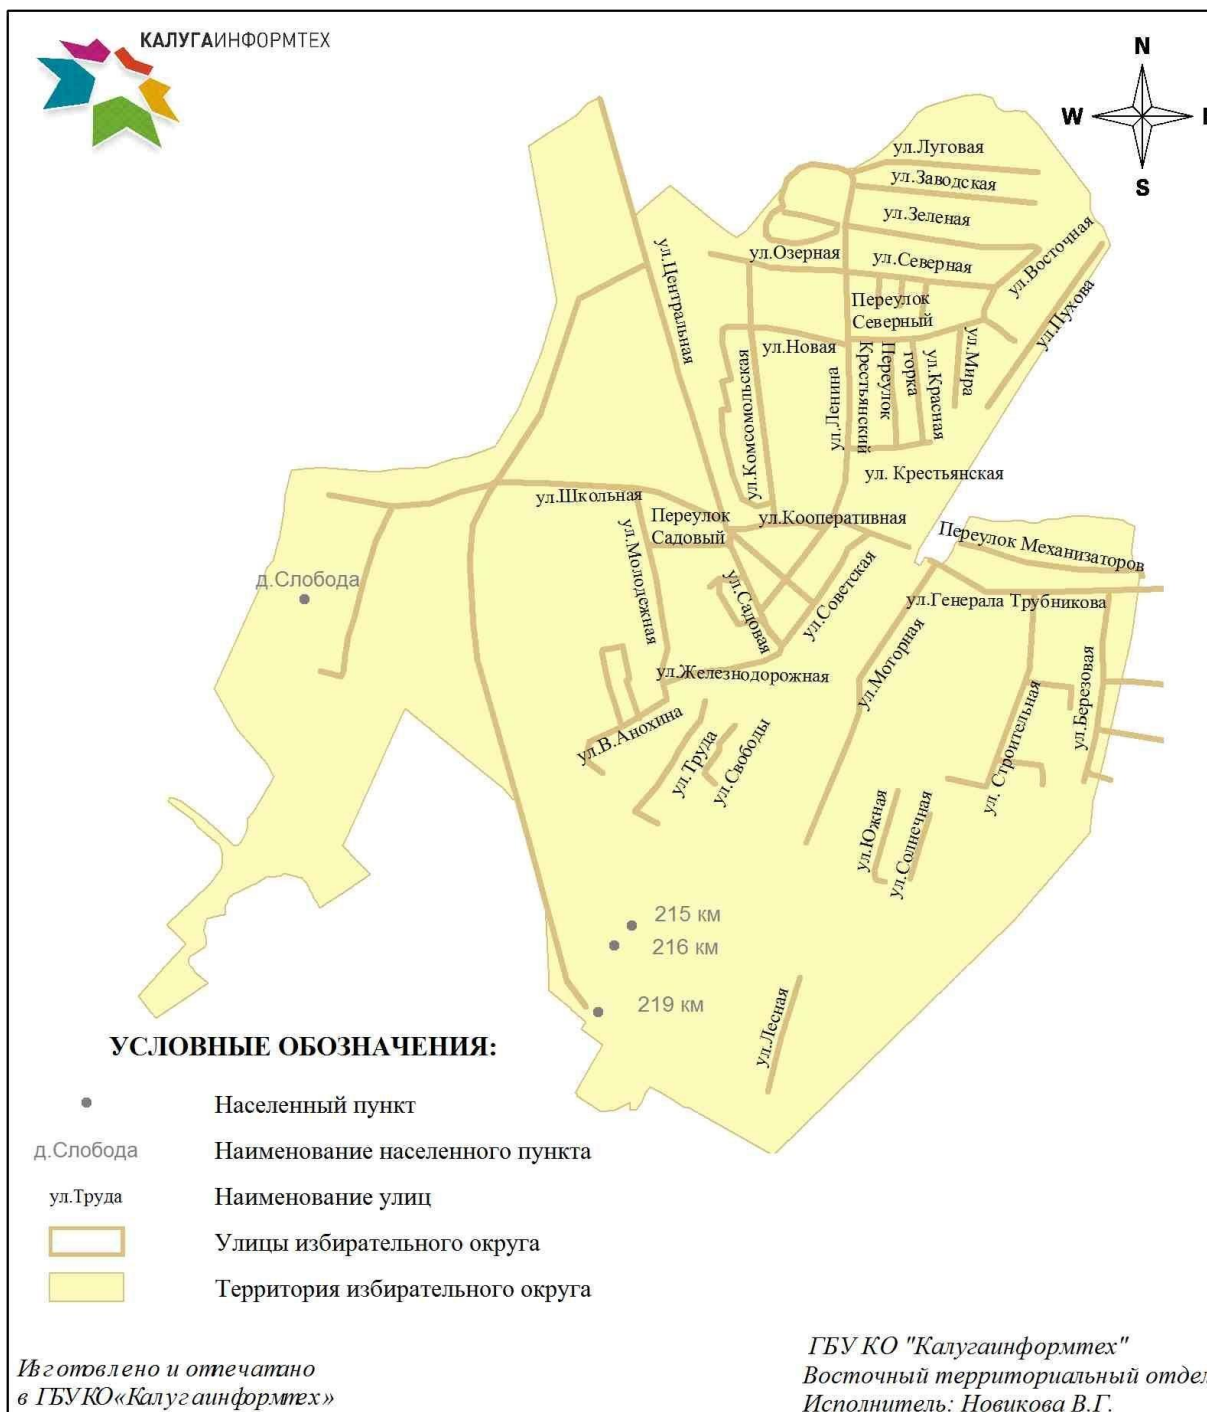 КАЛУГАИНФОРМТЕХ
N
W
S
ул.Луговая
ул.Заводская
ул.Зеленая
ул.Озерная
ул.Северная
ул.Восточная
ул.Пухова
ул.Центральная
Переулок
Северный
ул.Новая
ул.Комсомольская
ул.Ленина
Переулок
Крестьянский
ул.Красная
горка
ул.Мира
ул. Крестьянская
ул.Школьная
Переулок
Садовый
ул.Кооперативная
ул.Молодежная
ул.Садовая
ул.Советская
Переулок Механизаторов
ул.Генерала Трубникова
д.Слобода
ул.Железнодорожная
ул.Моторная
ул.В.Анохина
ул.Труда
ул.Свободы
ул. Строительная
ул.Березовая
ул.Южная
ул.Солнечная
215 км
216 км
219 км
ул.Лесная
УСЛОВНЫЕ ОБОЗНАЧЕНИЯ:
Населенный пункт
д.Слобода
Наименование населенного пункта
ул.Труда
Наименование улиц
Улицы избирательного округа
Территория избирательного округа
Изготовлено и отпечатано
в ГБУ КО «Калугаинформтех»
ГБУ КО "Калугаинформтех"
Восточный территориальный отдел
Исполнитель: Новикова В.Г.